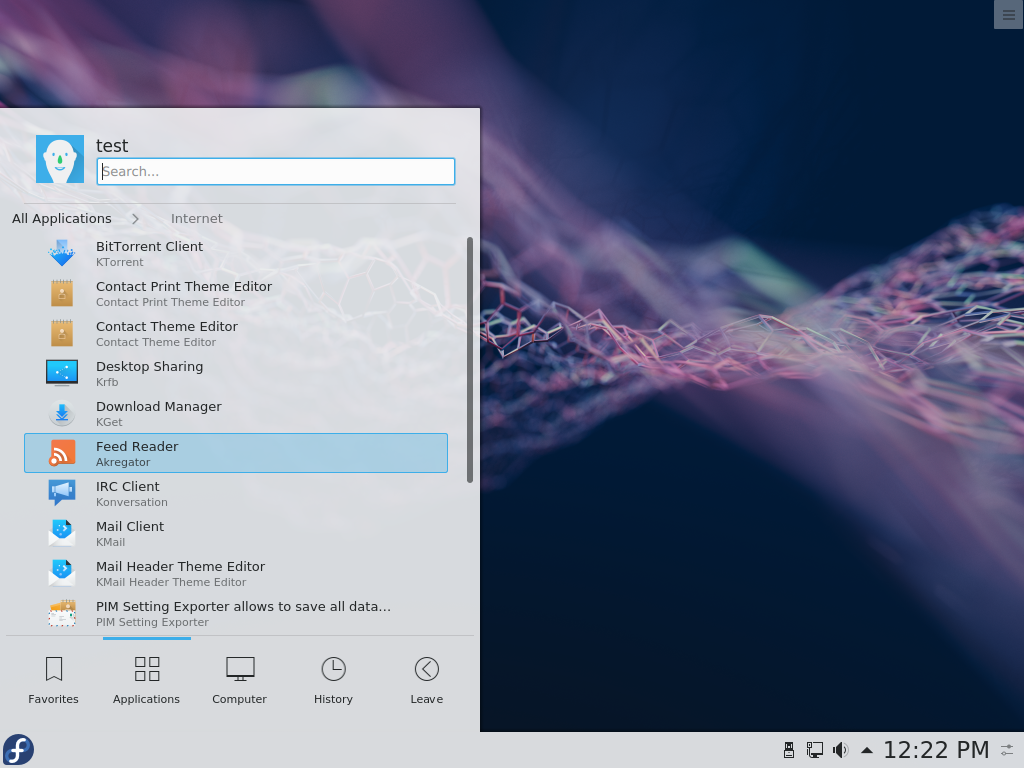 test
Search...
All Applications
Internet
BitTorrent Client
KTorrent
Contact Print Theme Editor
Contact Print Theme Editor
Contact Theme Editor
Contact Theme Editor
Desktop Sharing
Krfb
Download Manager
KGet
Feed Reader
Akregator
IRC Client
Konversation
Mail Client
KMail
Mail Header Theme Editor
KMail Header Theme Editor
PIM Setting Exporter allows to save all data...
PIM Setting Exporter
Favorites
Applications
Computer
History
Leave
12:22 PM